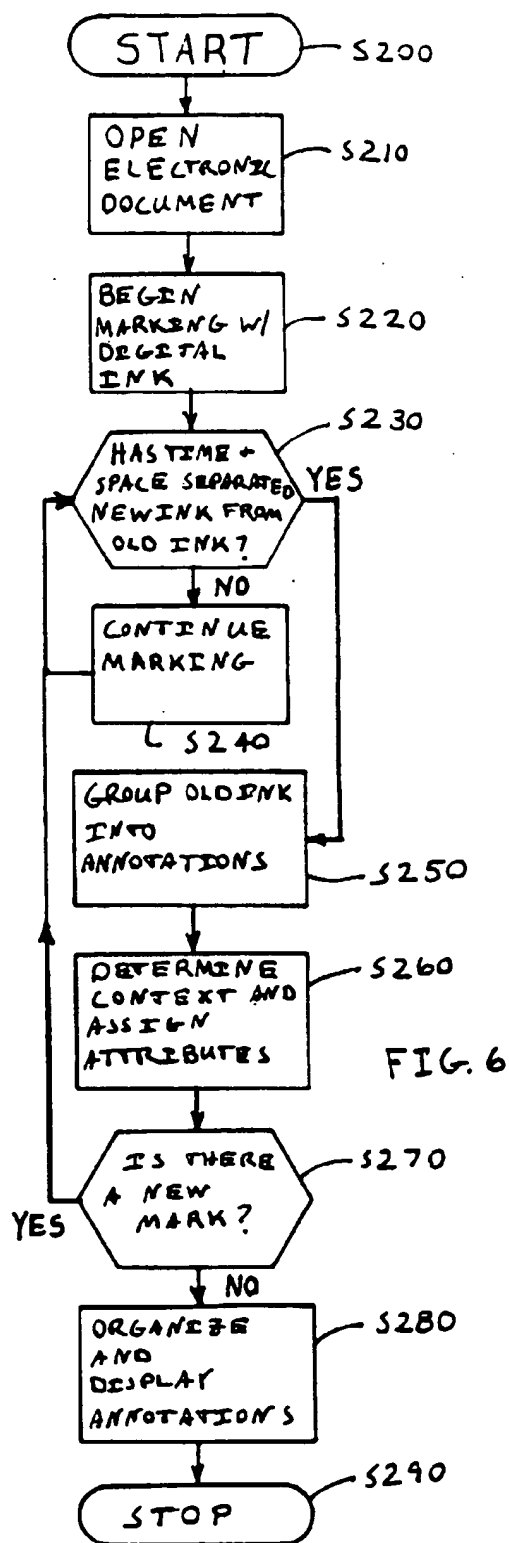 START
S200
OPEN
ELECTRONIC
DOCUMENT
S210
BEGIN
MARKING W/
DIGITAL
INK
S220
S230
HAS TIME +
SPACE SEPARATED
NEW INK FROM
OLD INK?
YES
NO
CONTINUE
MARKING
S240
GROUP OLD INK
INTO
ANNOTATIONS
S250
DETERMINE
CONTEXT AND
ASSIGN
ATTRIBUTES
S260
FIG. 6
IS THERE
A NEW
MARK?
S270
YES
NO
ORGANIZE
AND
DISPLAY
ANNOTATIONS
S280
STOP
S290